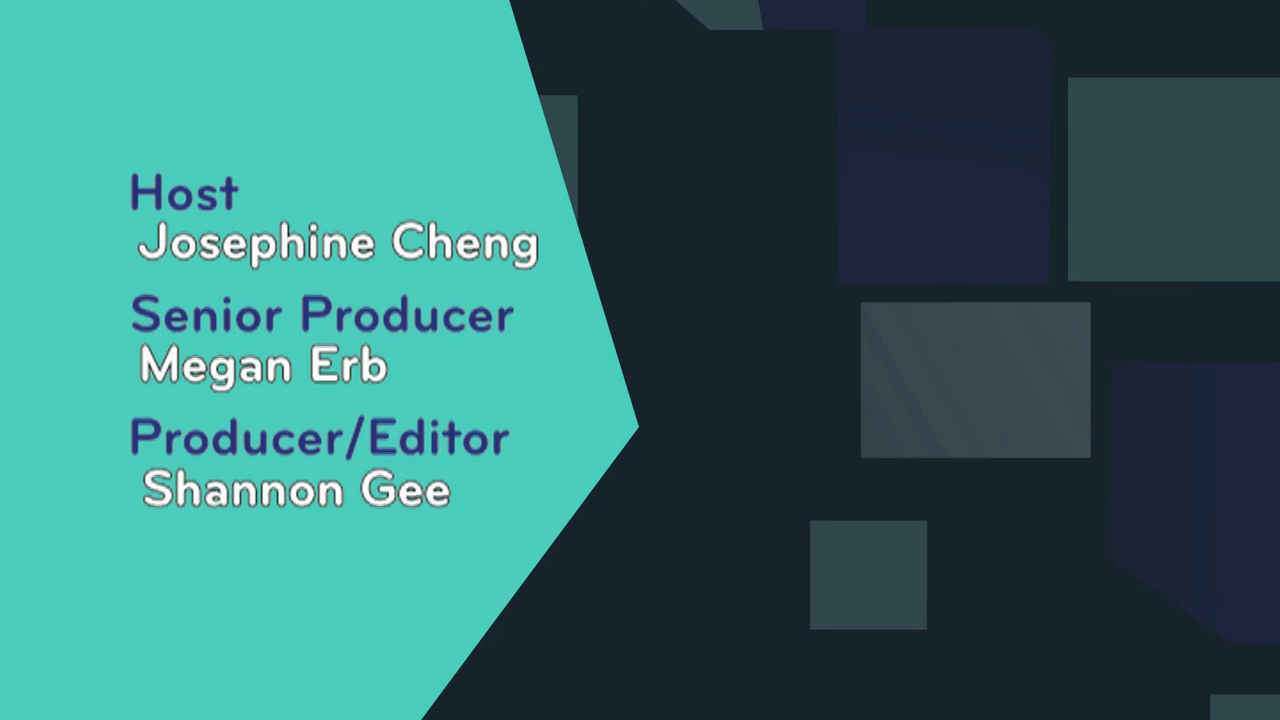 Host
Josephine Cheng
Senior Producer
Megan Erb
Producer/Editor
Shannon Gee